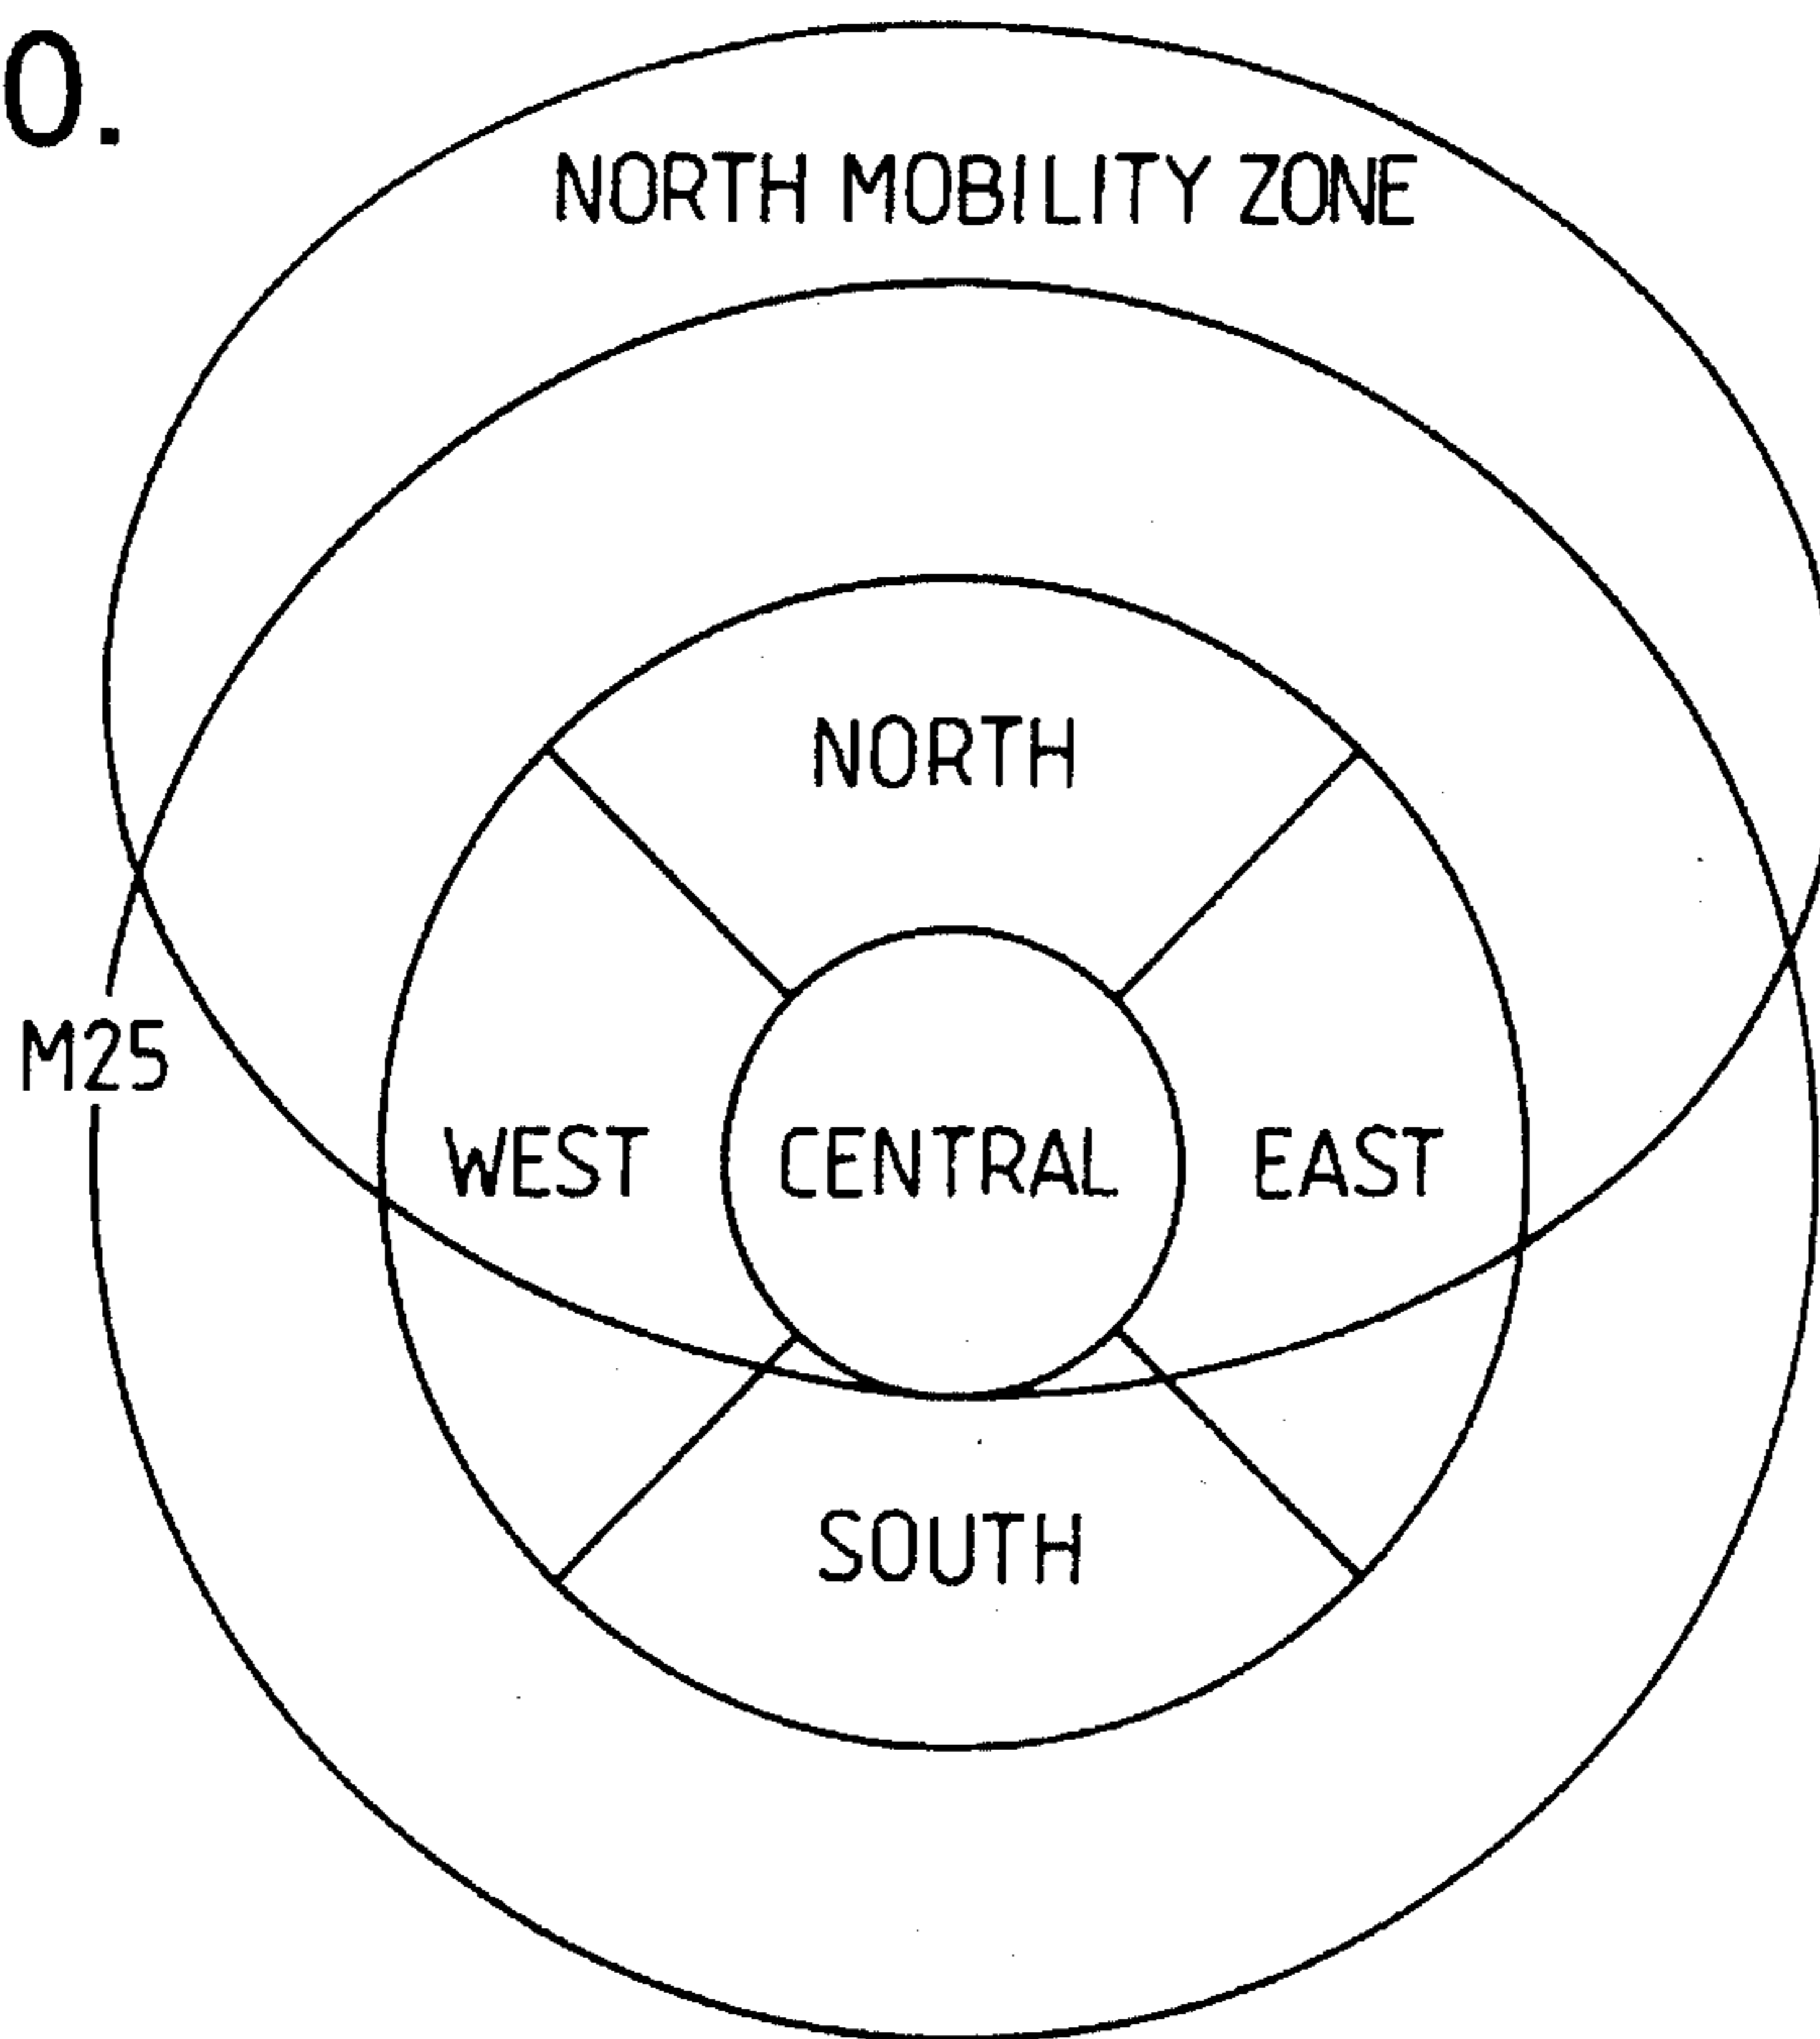 0.
NORTH MOBILITY ZONE
NORTH
M25
WEST CENTRAL EAST
SOUTH